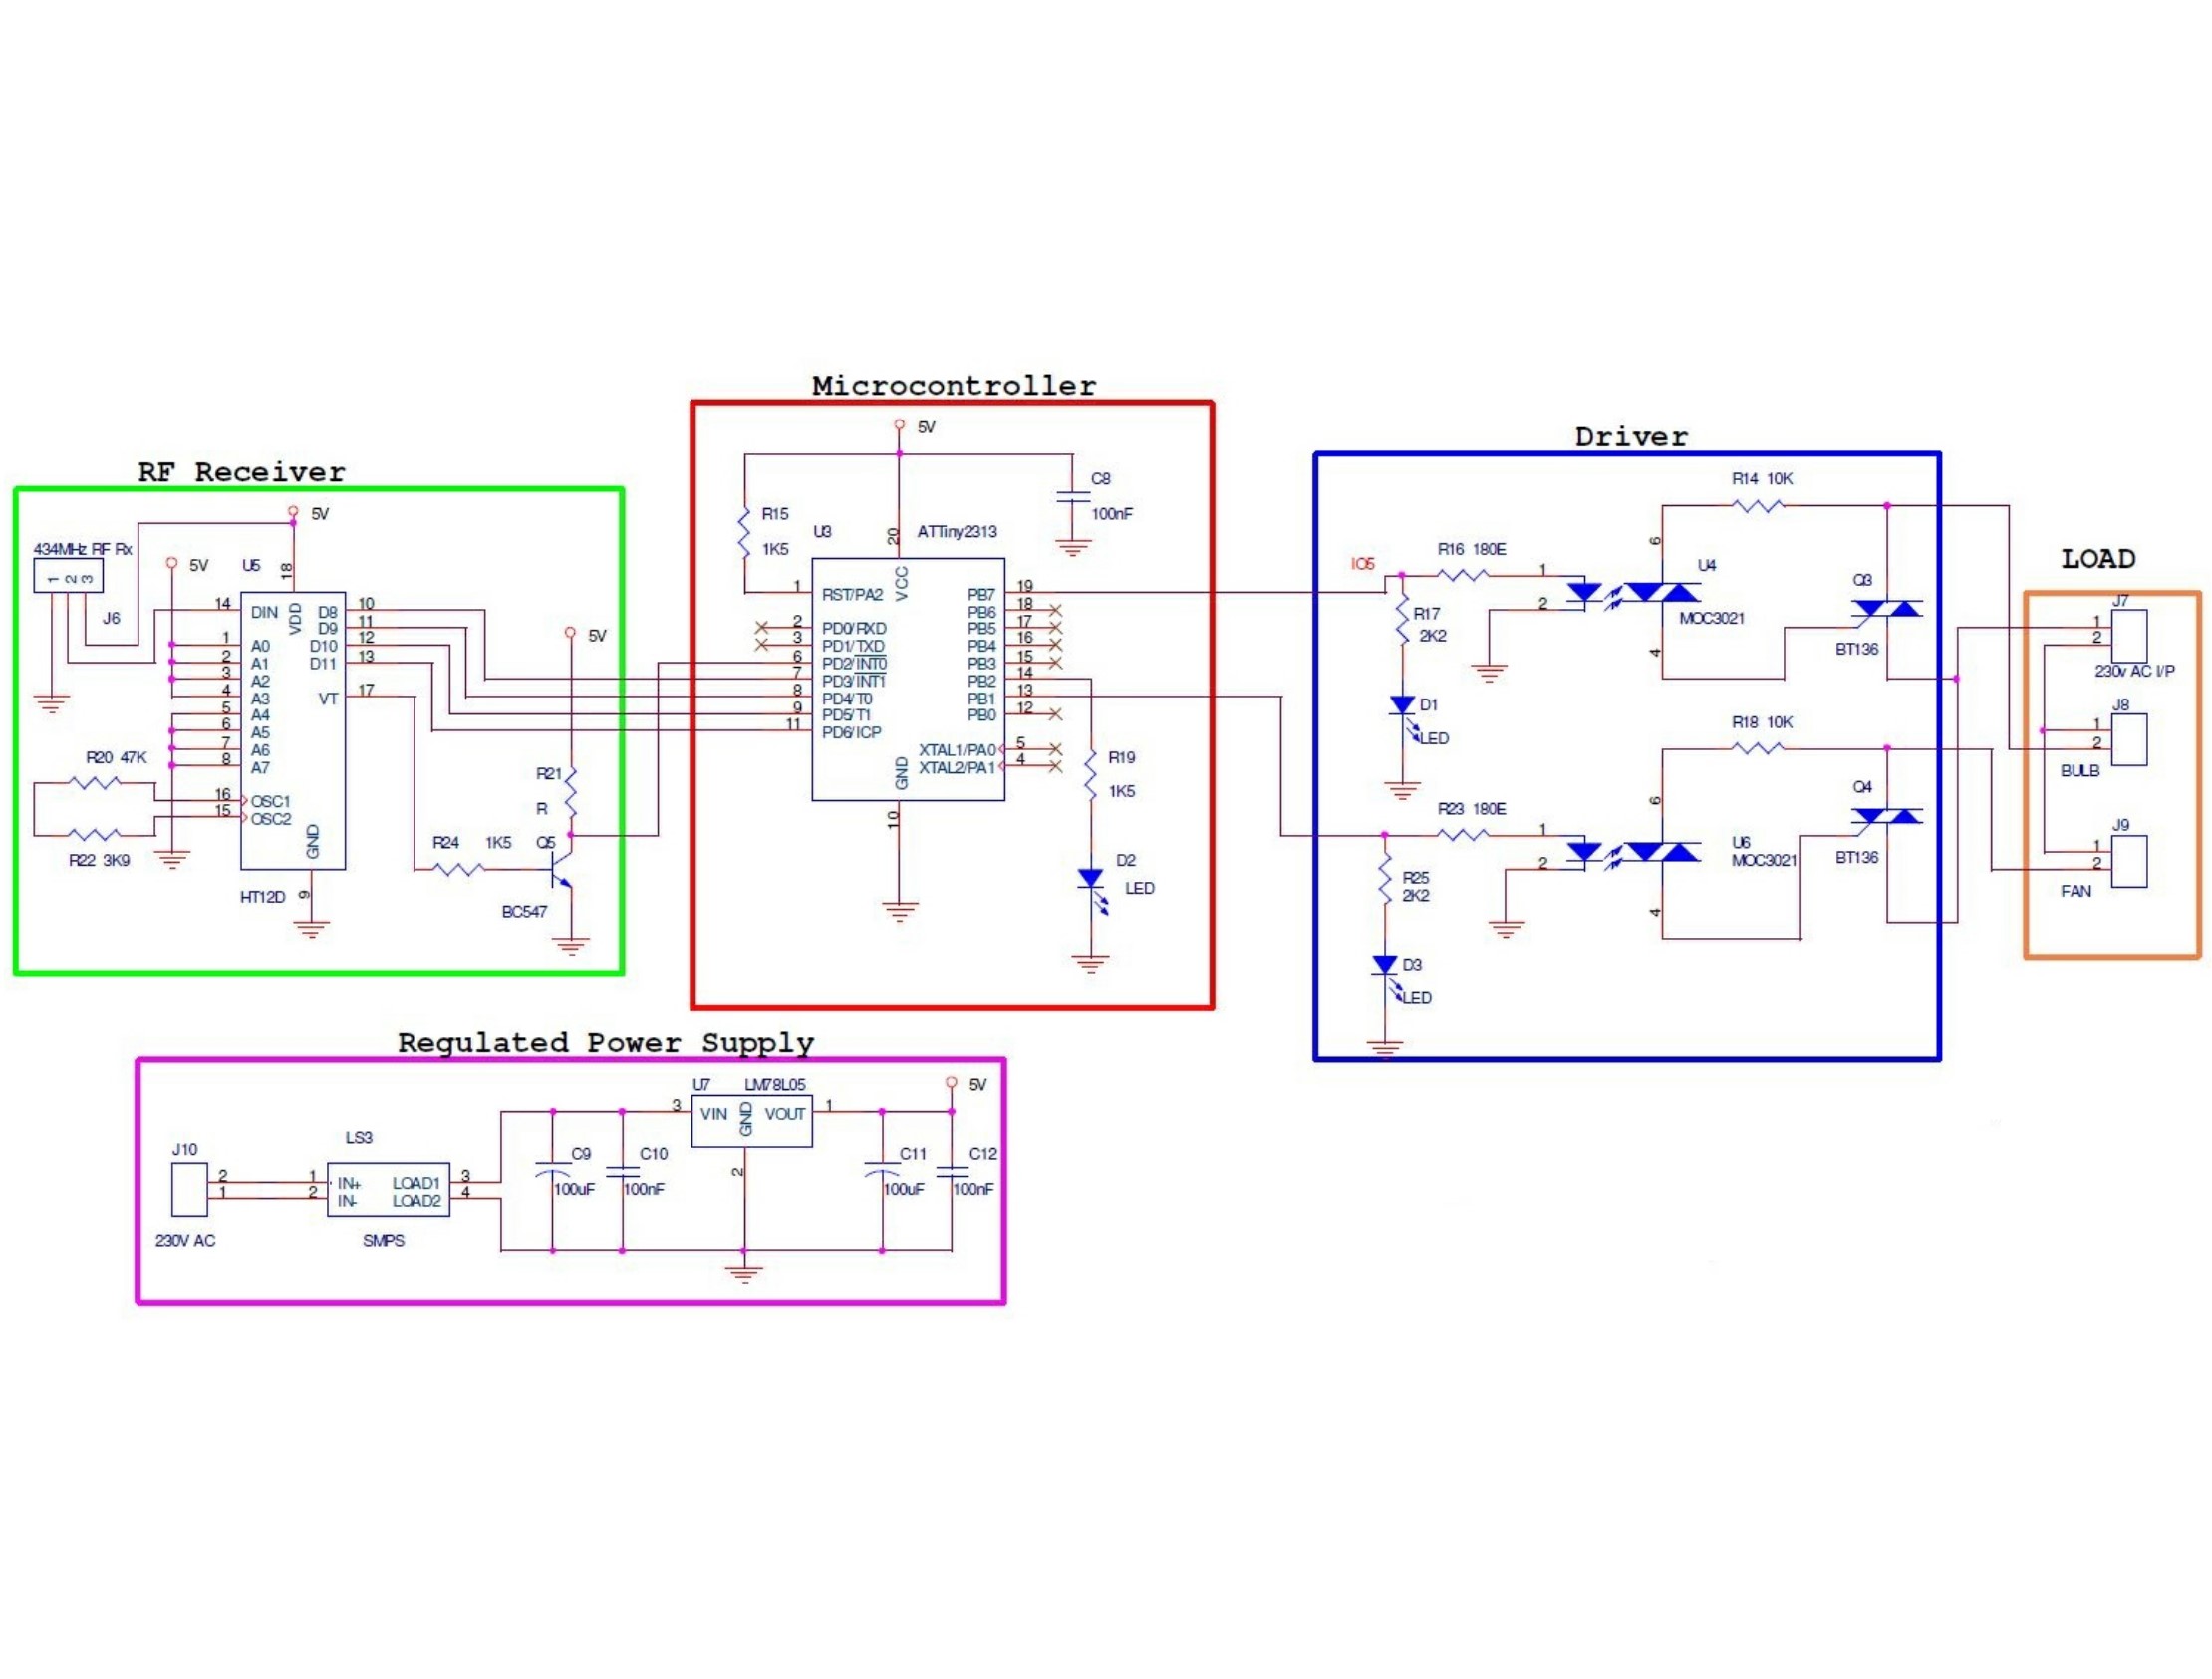 Microcontroller
RF Receiver
Driver
LOAD
5V
434MHz RF Rx
1 2 3
J6
5V
U5
18
VDD
14 DIN
1 A0
2 A1
3 A2
4 A3
5 A4
6 A5
7 A6
8 A7
16 OSC1
15 OSC2
D8 10
D9 11
D10 12
D11 13
VT 17
GND
9
HT12D
R20 47K
R22 3K9
5V
R21
R
R24 1K5
Q5
BC547
5V
R15
1K5
C8
100nF
U3
20
ATTiny2313
VCC
1 RST/PA2
2 PD0/RXD
3 PD1/TXD
6 PD2/INT0
7 PD3/INT1
8 PD4/T0
9 PD5/T1
11 PD6/ICP
PB7 19
PB6 18
PB5 17
PB4 16
PB3 15
PB2 14
PB1 13
PB0 12
XTAL1/PA0 5
XTAL2/PA1 4
GND
10
R19
1K5
D2
LED
R14 10K
IO5
R16 180E
1
2
6
4
U4
MOC3021
R17
2K2
D1
LED
Q3
BT136
R18 10K
R23 180E
1
2
6
4
U6
MOC3021
R25
2K2
D3
LED
Q4
BT136
J7
1
2
230v AC I/P
J8
1
2
BULB
J9
1
2
FAN
Regulated Power Supply
J10
2
1
230V AC
LS3
1 IN+ LOAD1 3
2 IN- LOAD2 4
SMPS
C9
100uF
C10
100nF
U7 LM78L05
3 VIN GND VOUT 1
2
5V
C11
100uF
C12
100nF